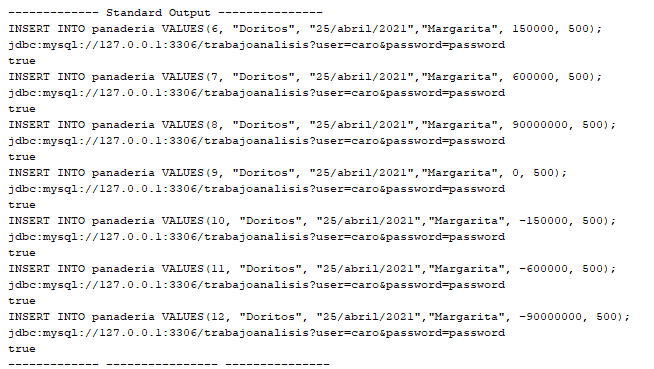 ------------- Standard Output ---------------
INSERT INTO panaderia VALUES(6, "Doritos", "25/abril/2021","Margarita", 150000, 500);
jdbc:mysql://127.0.0.1:3306/trabajoanalisis?user=caro&password=password
true
INSERT INTO panaderia VALUES(7, "Doritos", "25/abril/2021","Margarita", 600000, 500);
jdbc:mysql://127.0.0.1:3306/trabajoanalisis?user=caro&password=password
true
INSERT INTO panaderia VALUES(8, "Doritos", "25/abril/2021","Margarita", 90000000, 500);
jdbc:mysql://127.0.0.1:3306/trabajoanalisis?user=caro&password=password
true
INSERT INTO panaderia VALUES(9, "Doritos", "25/abril/2021","Margarita", 0, 500);
jdbc:mysql://127.0.0.1:3306/trabajoanalisis?user=caro&password=password
true
INSERT INTO panaderia VALUES(10, "Doritos", "25/abril/2021","Margarita", -150000, 500);
jdbc:mysql://127.0.0.1:3306/trabajoanalisis?user=caro&password=password
true
INSERT INTO panaderia VALUES(11, "Doritos", "25/abril/2021","Margarita", -600000, 500);
jdbc:mysql://127.0.0.1:3306/trabajoanalisis?user=caro&password=password
true
INSERT INTO panaderia VALUES(12, "Doritos", "25/abril/2021","Margarita", -90000000, 500);
jdbc:mysql://127.0.0.1:3306/trabajoanalisis?user=caro&password=password
true
------------- ---------------- ---------------